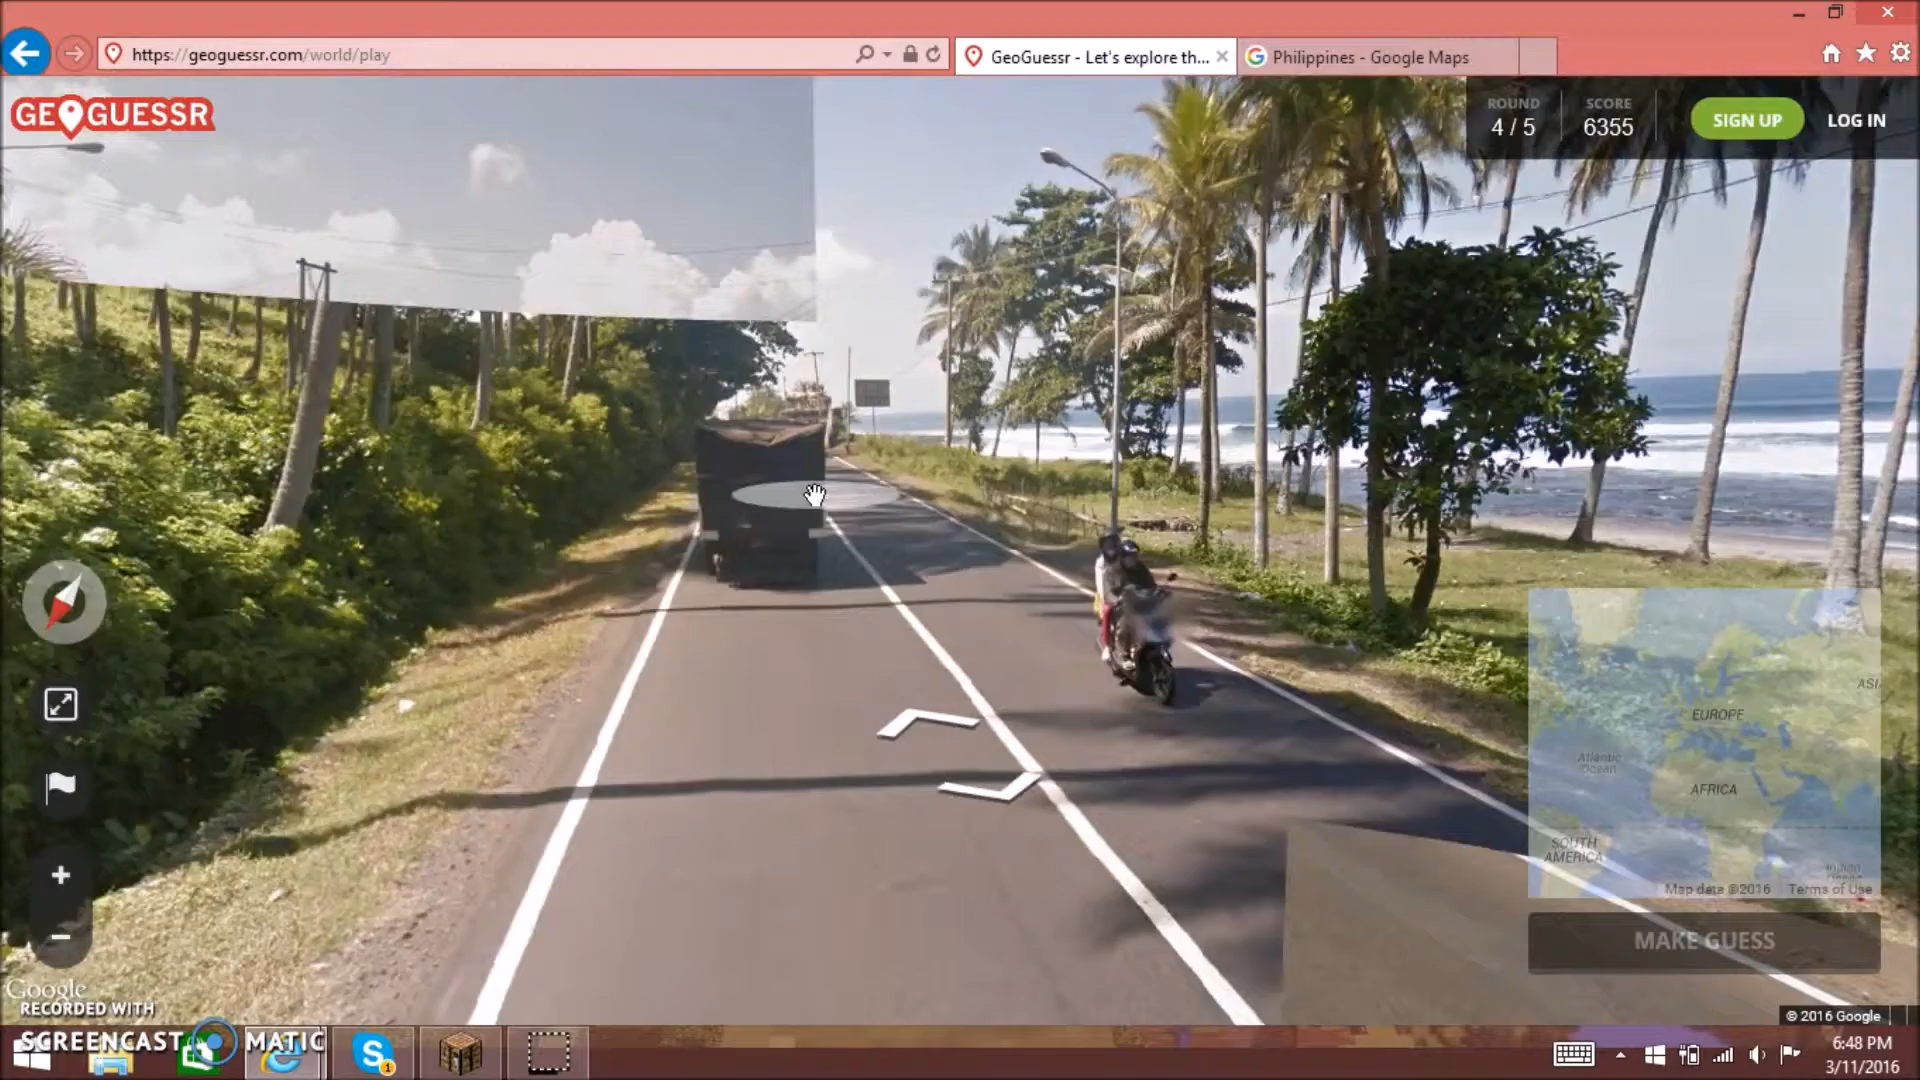 https://geoguessr.com/world/play
GeoGuessr - Let's explore th...
Philippines - Google Maps
GEOGUESSR
ROUND
4 / 5
SCORE
6355
SIGN UP
LOG IN
ASI
EUROPE
Atlantic
Ocean
AFRICA
SOUTH
AMERICA
Indian
Map data ©2016
Terms of Use
MAKE GUESS
Google
RECORDED WITH
SCREENCAST MATIC
© 2016 Google
1
6:48 PM
3/11/2016